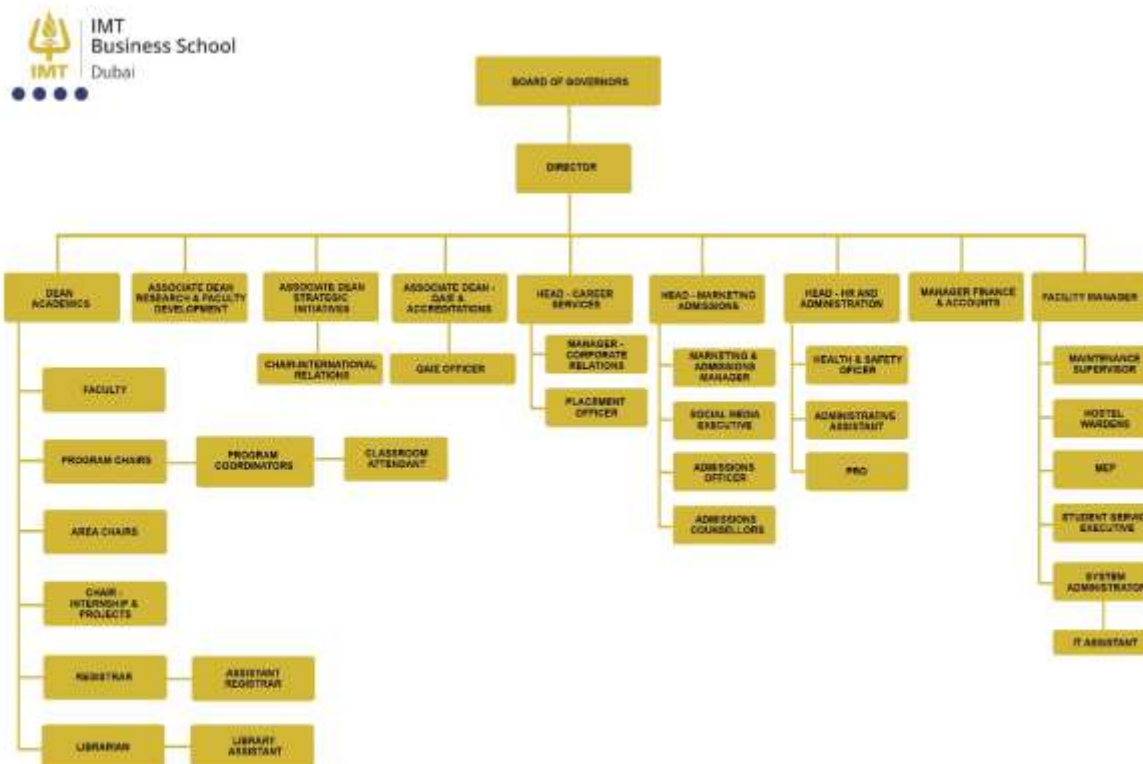 IMT
Business School
Dubai
IMT
BOARD OF GOVERNORS
DIRECTOR
DEAN
ACADEMICS
ASSOCIATE DEAN
RESEARCH & FACULTY
DEVELOPMENT
ASSOCIATE DEAN
STRATEGIC
INITIATIVES
ASSOCIATE DEAN -
QAIE &
ACCREDITATIONS
HEAD - CAREER
SERVICES
HEAD - MARKETING
ADMISSIONS
HEAD - HR AND
ADMINISTRATION
MANAGER FINANCE
& ACCOUNTS
FACILITY MANAGER
CHAIR-INTERNATIONAL
RELATIONS
QAIE OFFICER
MANAGER -
CORPORATE
RELATIONS
PLACEMENT
OFFICER
MARKETING &
ADMISSIONS
MANAGER
SOCIAL MEDIA
EXECUTIVE
ADMISSIONS
OFFICER
ADMISSIONS
COUNSELLORS
HEALTH & SAFETY
OFICER
ADMINISTRATIVE
ASSISTANT
PRO
MAINTENANCE
SUPERVISOR
HOSTEL
WARDENS
MEP
STUDENT SERVIC
EXECUTIVE
SYSTEM
ADMINISTRATOR
IT ASSISTANT
FACULTY
PROGRAM CHAIRS
PROGRAM
COORDINATORS
CLASSROOM
ATTENDANT
AREA CHAIRS
CHAIR -
INTERNSHIP &
PROJECTS
REGISTRAR
ASSISTANT
REGISTRAR
LIBRARIAN
LIBRARY
ASSISTANT